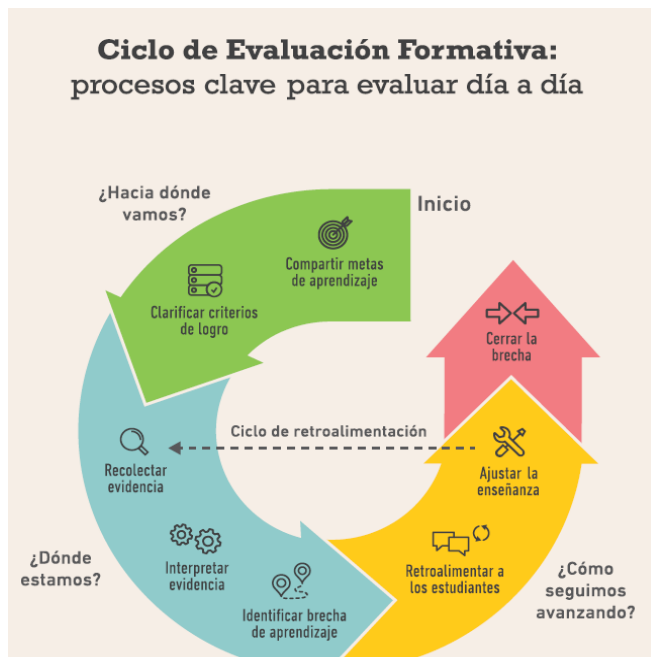 Ciclo de Evaluación Formativa:
procesos clave para evaluar día a día
¿Hacia dónde
vamos?
Inicio
Compartir metas
de aprendizaje
Clarificar criterios
de logro
Cerrar la
brecha
Ciclo de retroalimentación
Recolectar
evidencia
Ajustar la
enseñanza
¿Dónde
estamos?
Interpretar
evidencia
Identificar brecha
de aprendizaje
Retroalimentar a
los estudiantes
¿Cómo
seguimos
avanzando?